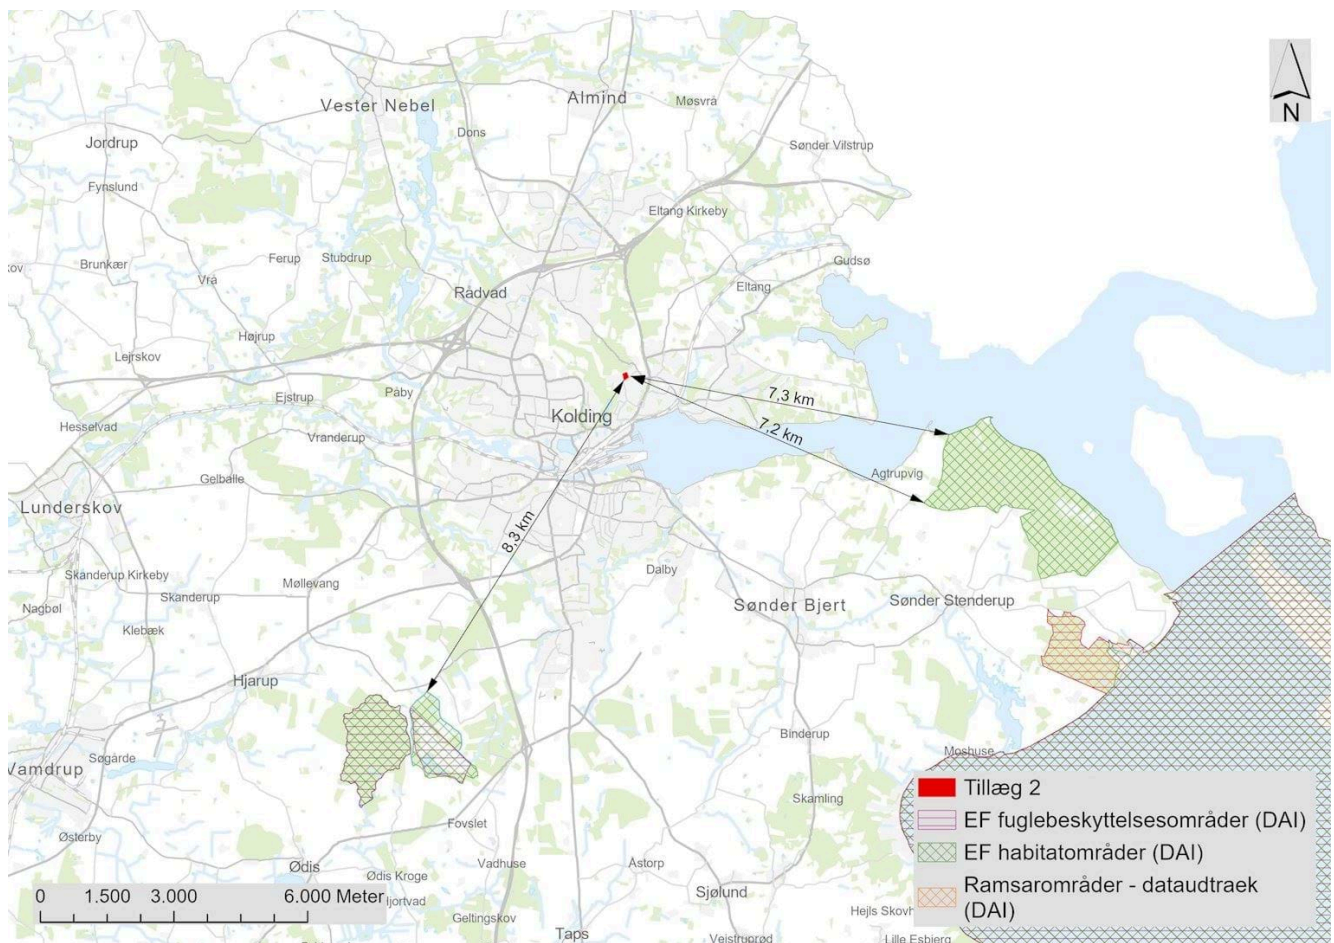 Almind
Møsvrå
Vester Nebel
Dons
Jordrup
Sønder Vilstrup
Fynslund
Eltang Kirkeby
N
kov
Brunkær
Ferup
Stubdrup
Vrå
Gudsø
Eltang
Rådvad
Højrup
Lejrskov
Påby
Ejstrup
7,3 km
Kolding
7,2 km
Hesselvad
Vranderup
Gelballe
Agtrupvig
Lunderskov
8,3 km
Dalby
Skanderup Kirkeby
Møllevang
Skanderup
Nagbøl
Klebæk
Sønder Bjert
Sønder Stenderup
Hjarup
Binderup
Moshuse
Søgårde
Vamdrup
Skamling
Fovslet
Østerby
Ødis
Vadhuse
Åstorp
Ødis Kroge
Sjølund
Hjortvad
Geltingskov
Hejls Skovh
Taps
Vejstruprød
Lille Esbjerg
0 1.500 3.000 6.000 Meter
Tillæg 2
EF fuglebeskyttelsesområder (DAI)
EF habitatområder (DAI)
Ramsarområder - dataudtraek
(DAI)